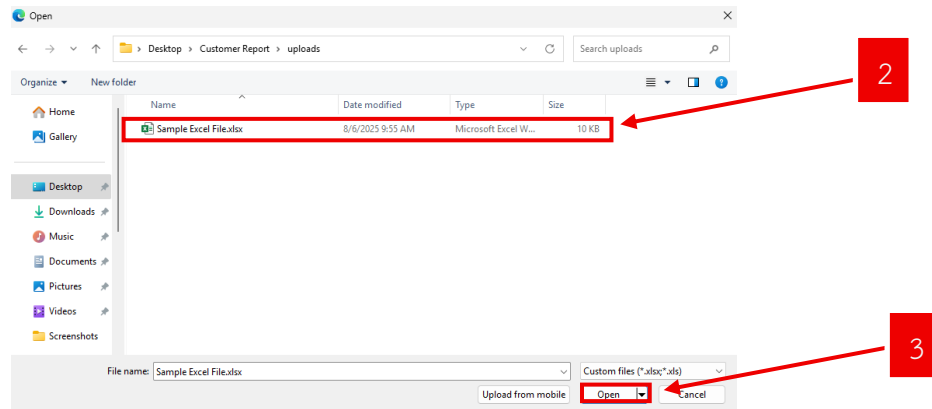 Open
Desktop > Customer Report > uploads
Search uploads
2
Organize
New folder
Name
Date modified
Type
Size
Home
Sample Excel File.xlsx
8/6/2025 9:55 AM
Microsoft Excel W...
10 KB
Gallery
Desktop
Downloads
Music
Documents
Pictures
Videos
Screenshots
3
File name:
Sample Excel File.xlsx
Custom files (*.xlsx;*.xls)
Upload from mobile
Open
Cancel